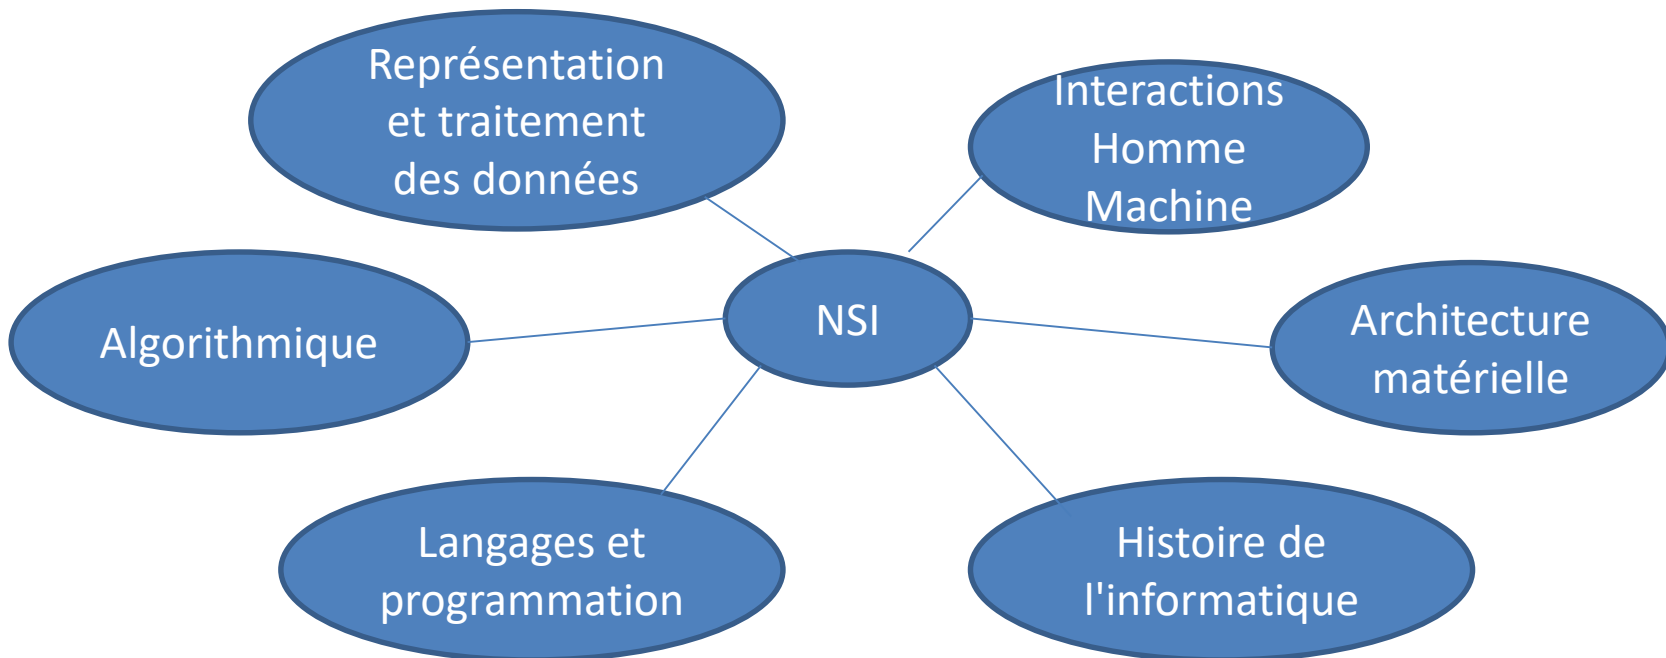 Représentation
et traitement
des données
Interactions
Homme
Machine
NSI
Algorithmique
Architecture
matérielle
Langages et
programmation
Histoire de
l'informatique